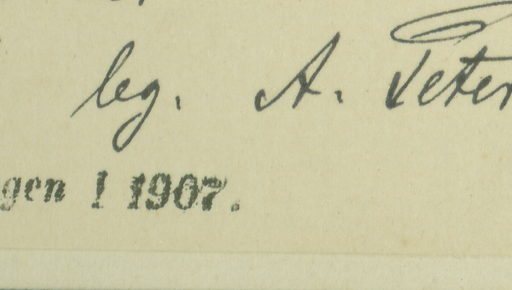 leg. A. Peter
gen 1 1907.